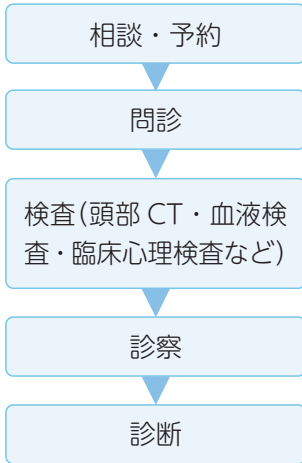 相談・予約
問診
検査(頭部 CT・血液検
査・臨床心理検査など)
診察
診断